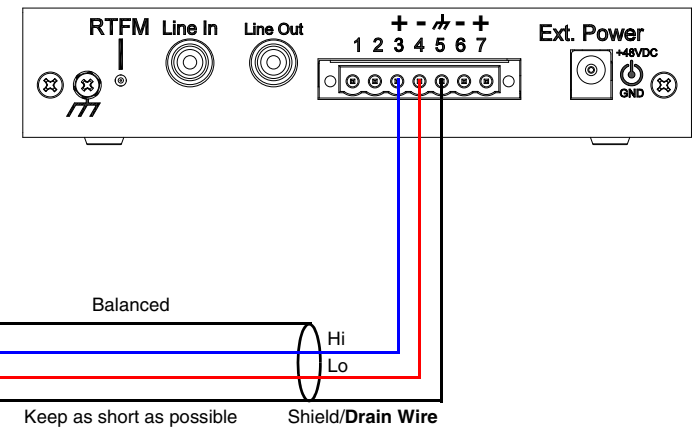 RTFM Line In Line Out + - - + Ext. Power
1 2 3 4 5 6 7
+48VDC
GND
Balanced
Hi
Lo
Keep as short as possible Shield/Drain Wire